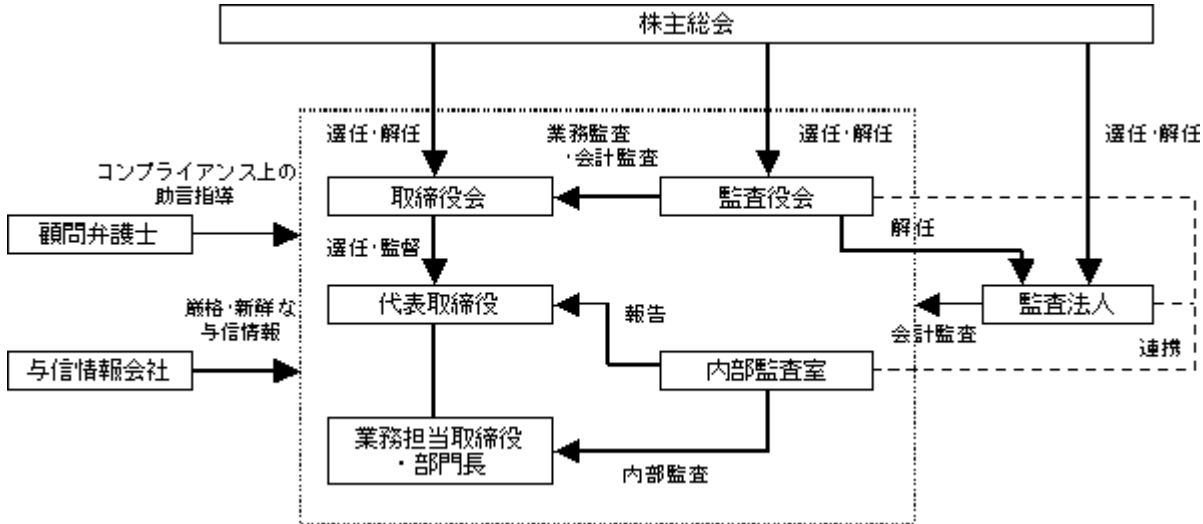 株主総会
選任・解任
業務監査
・会計監査
選任・解任
選任・解任
コンプライアンス上の
助言指導
取締役会
監査役会
顧問弁護士
選任・監督
解任
厳格・新鮮な
与信情報
代表取締役
報告
監査法人
会計監査
連携
与信情報会社
内部監査室
業務担当取締役
・部門長
内部監査